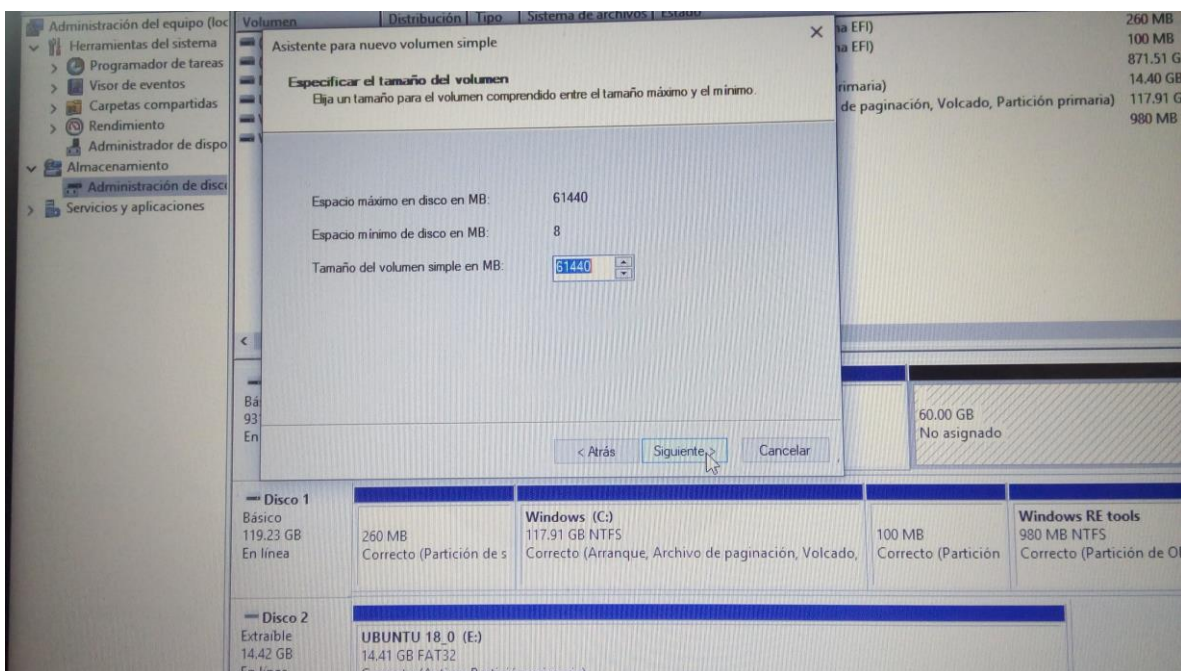 Administración del equipo (loc
Herramientas del sistema
Programador de tareas
Visor de eventos
Carpetas compartidas
Rendimiento
Administrador de dispo
Almacenamiento
Administración de disc
Servicios y aplicaciones
Volumen Distribución Tipo Sistema de archivos Estado
Asistente para nuevo volumen simple
Especificar el tamaño del volumen
Elija un tamaño para el volumen comprendido entre el tamaño máximo y el mínimo.
Espacio máximo en disco en MB: 61440
Espacio mínimo de disco en MB: 8
Tamaño del volumen simple en MB: 61440
< Atrás Siguiente > Cancelar
a EFI) 260 MB
a EFI) 100 MB
871.51 G
rimaria) 14.40 GB
de paginación, Volcado, Partición primaria) 117.91 G
980 MB
Bá
93
En
60.00 GB
No asignado
Disco 1
Básico
119.23 GB
En línea
260 MB
Correcto (Partición de s
Windows (C:)
117.91 GB NTFS
Correcto (Arranque, Archivo de paginación, Volcado,
100 MB
Correcto (Partición
Windows RE tools
980 MB NTFS
Correcto (Partición de O
Disco 2
Extraíble
14.42 GB
UBUNTU 18_0 (E:)
14.41 GB FAT32